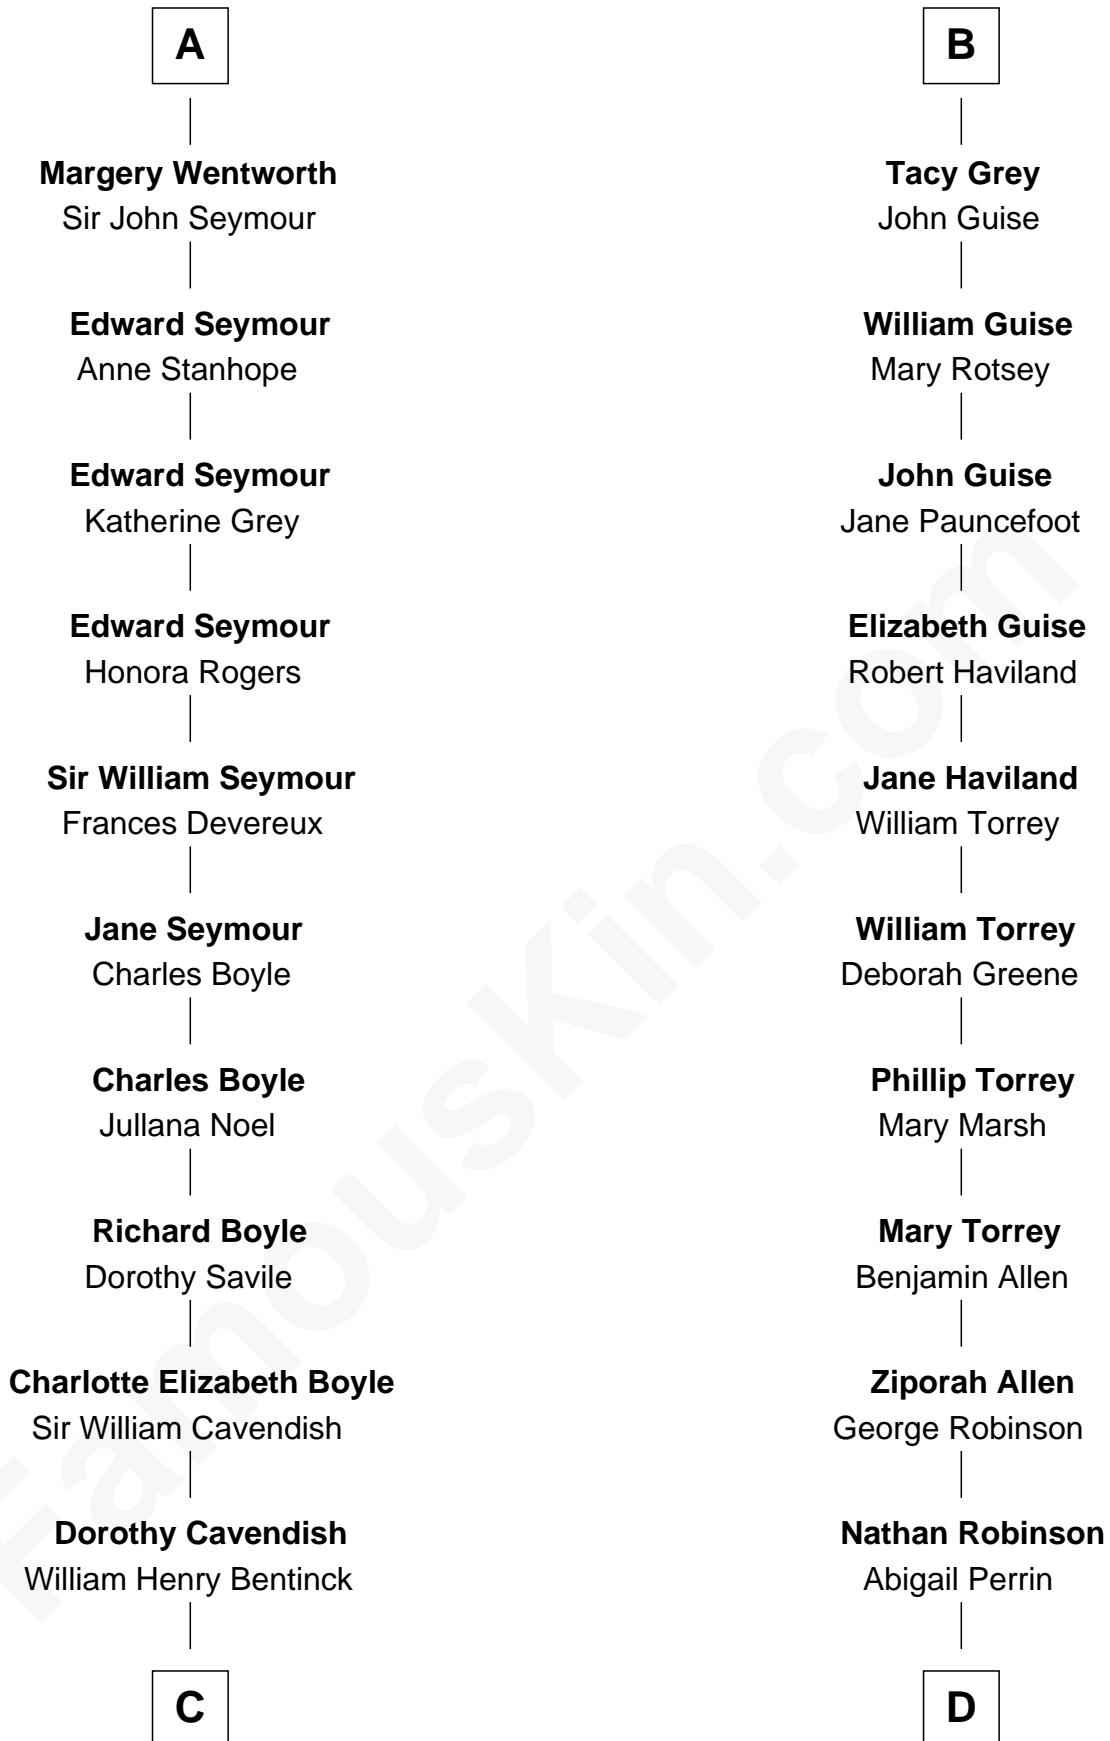 A
Margery Wentworth
Sir John Seymour
Edward Seymour
Anne Stanhope
Edward Seymour
Katherine Grey
Edward Seymour
Honora Rogers
Sir William Seymour
Frances Devereux
Jane Seymour
Charles Boyle
Charles Boyle
Jullana Noel
Richard Boyle
Dorothy Savile
Charlotte Elizabeth Boyle
Sir William Cavendish
Dorothy Cavendish
William Henry Bentinck
C
B
Tacy Grey
John Guise
William Guise
Mary Rotsey
John Guise
Jane Pauncefoot
Elizabeth Guise
Robert Haviland
Jane Haviland
William Torrey
William Torrey
Deborah Greene
Phillip Torrey
Mary Marsh
Mary Torrey
Benjamin Allen
Ziporah Allen
George Robinson
Nathan Robinson
Abigail Perrin
D
FamousKin.com